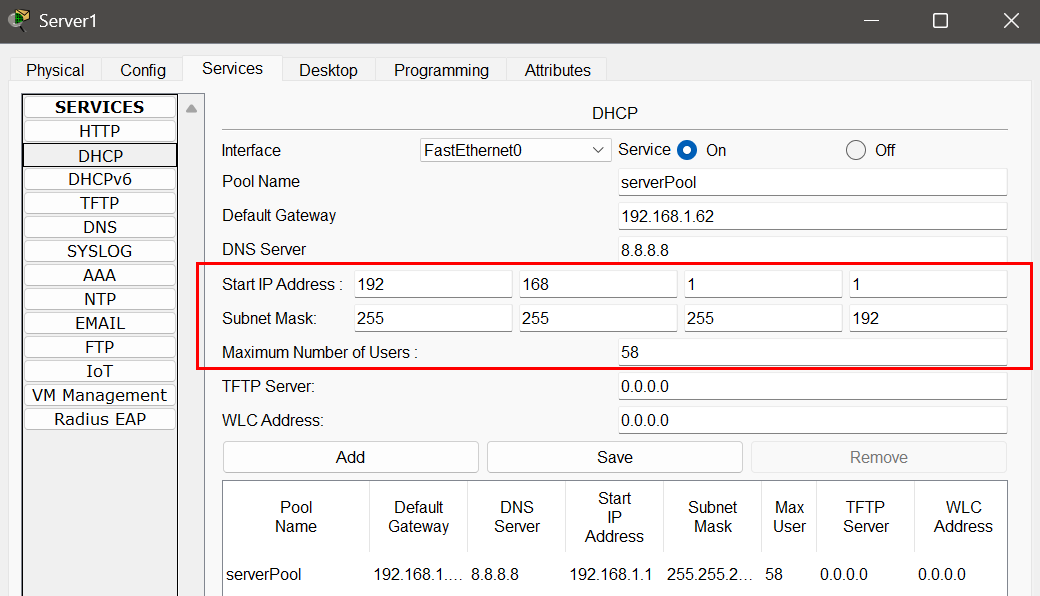 Server1
Physical Config Services Desktop Programming Attributes
SERVICES
HTTP
DHCP
DHCPv6
TFTP
DNS
SYSLOG
AAA
NTP
EMAIL
FTP
IoT
VM Management
Radius EAP
DHCP
Interface FastEthernet0 Service On Off
Pool Name serverPool
Default Gateway 192.168.1.62
DNS Server 8.8.8.8
Start IP Address : 192 168 1 1
Subnet Mask: 255 255 255 192
Maximum Number of Users : 58
TFTP Server: 0.0.0.0
WLC Address: 0.0.0.0
Add Save Remove
Pool Name Default Gateway DNS Server Start IP Address Subnet Mask Max User TFTP Server WLC Address
serverPool 192.168.1.... 8.8.8.8 192.168.1.1 255.255.2... 58 0.0.0.0 0.0.0.0